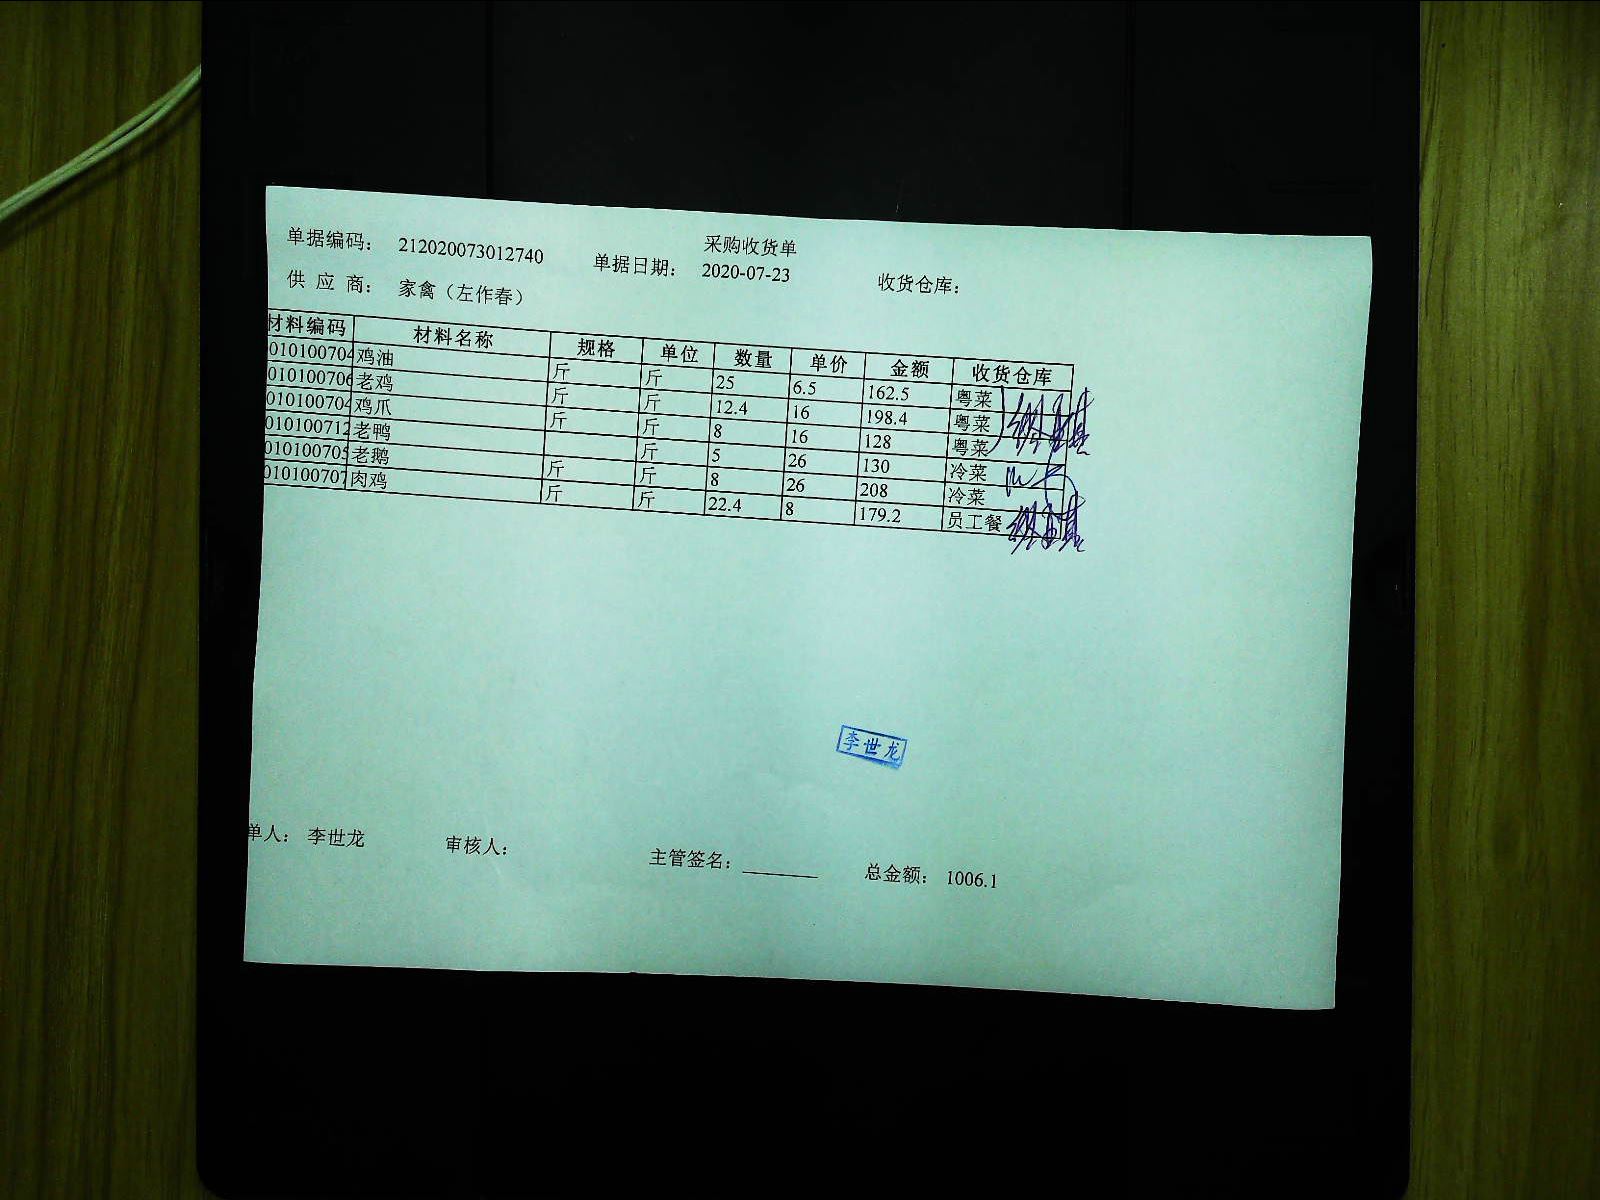 采购收货单
单据编码： 212020073012740 单据日期： 2020-07-23 收货仓库：
供 应 商： 家禽（左作春）
材料编码 材料名称 规格 单位 数量 单价 金额 收货仓库
010100704 鸡油 斤 斤 25 6.5 162.5 粤菜
010100706 老鸡 斤 斤 12.4 16 198.4 粤菜
010100704 鸡爪 斤 斤 8 16 128 粤菜
010100712 老鸭 斤 5 26 130 冷菜
010100705 老鹅 斤 斤 8 26 208 冷菜
010100707 肉鸡 斤 斤 22.4 8 179.2 员工餐
李世龙
单人： 李世龙 审核人： 主管签名： 总金额： 1006.1